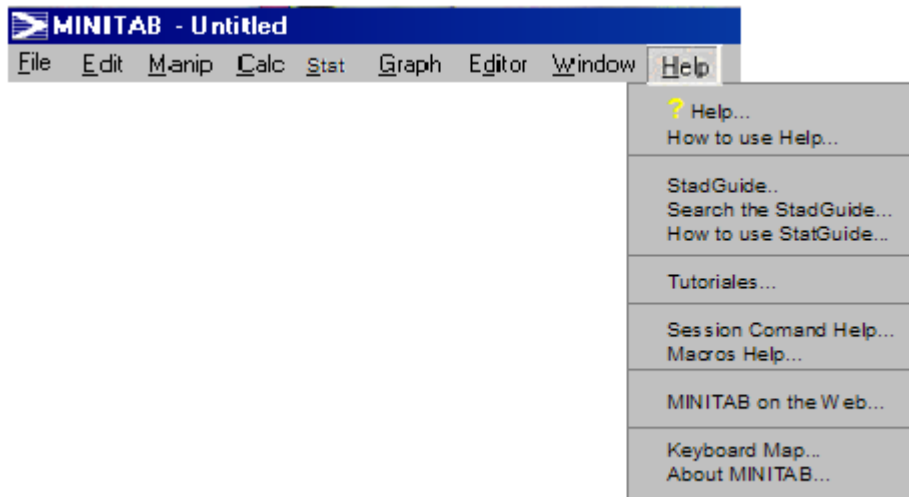 MINITAB - Untitled
File Edit Manip Calc Stat Graph Editor Window Help
? Help...
How to use Help...
StadGuide..
Search the StadGuide...
How to use StatGuide...
Tutoriales...
Session Comand Help...
Macros Help...
MINITAB on the Web...
Keyboard Map...
About MINITAB...